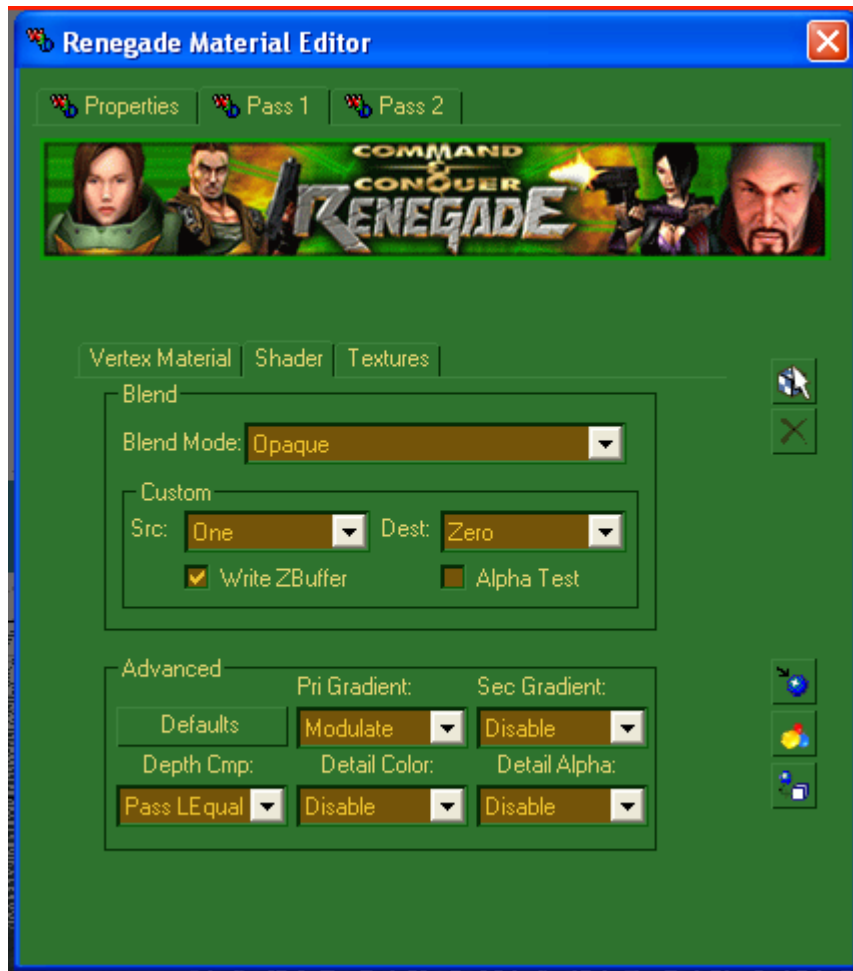 Renegade Material Editor
Properties Pass 1 Pass 2
COMMAND
&
CONQUER
RENEGADE
Vertex Material Shader Textures
Blend
Blend Mode: Opaque
Custom
Src: One Dest: Zero
Write ZBuffer Alpha Test
Advanced
Pri Gradient: Sec Gradient:
Defaults Modulate Disable
Depth Cmp: Detail Color: Detail Alpha:
Pass LEqual Disable Disable